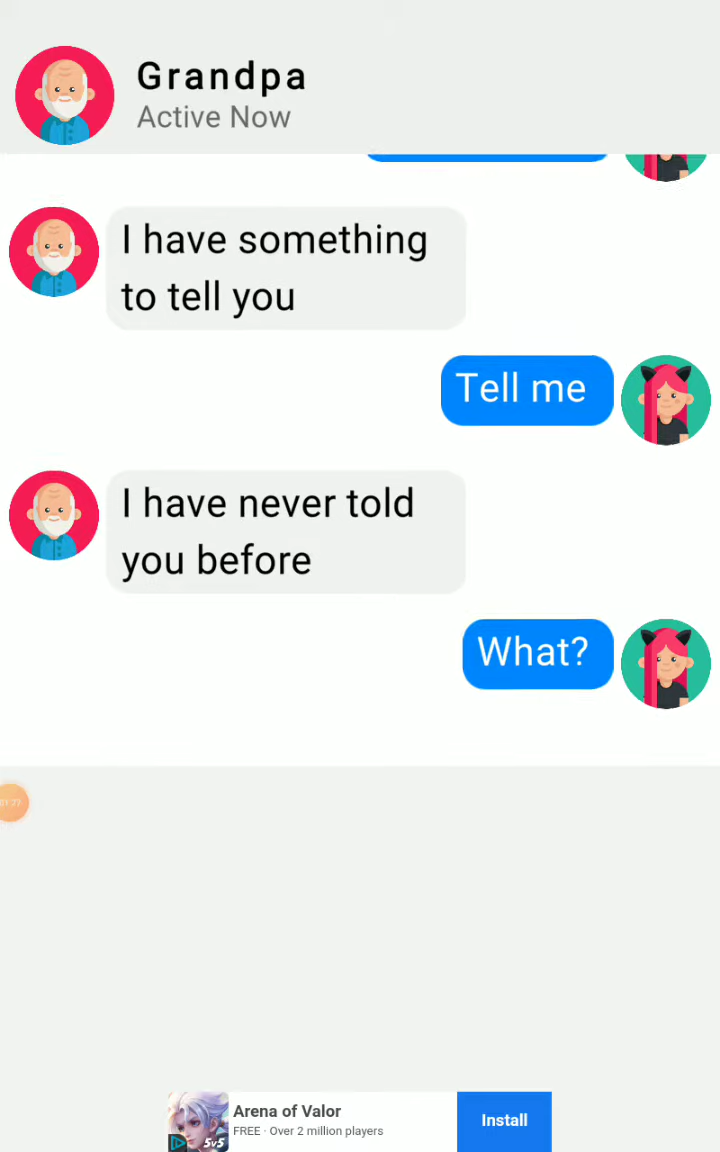 Grandpa
Active Now
I have something
to tell you
Tell me
I have never told
you before
What?
Arena of Valor
FREE · Over 2 million players
Install
5v5